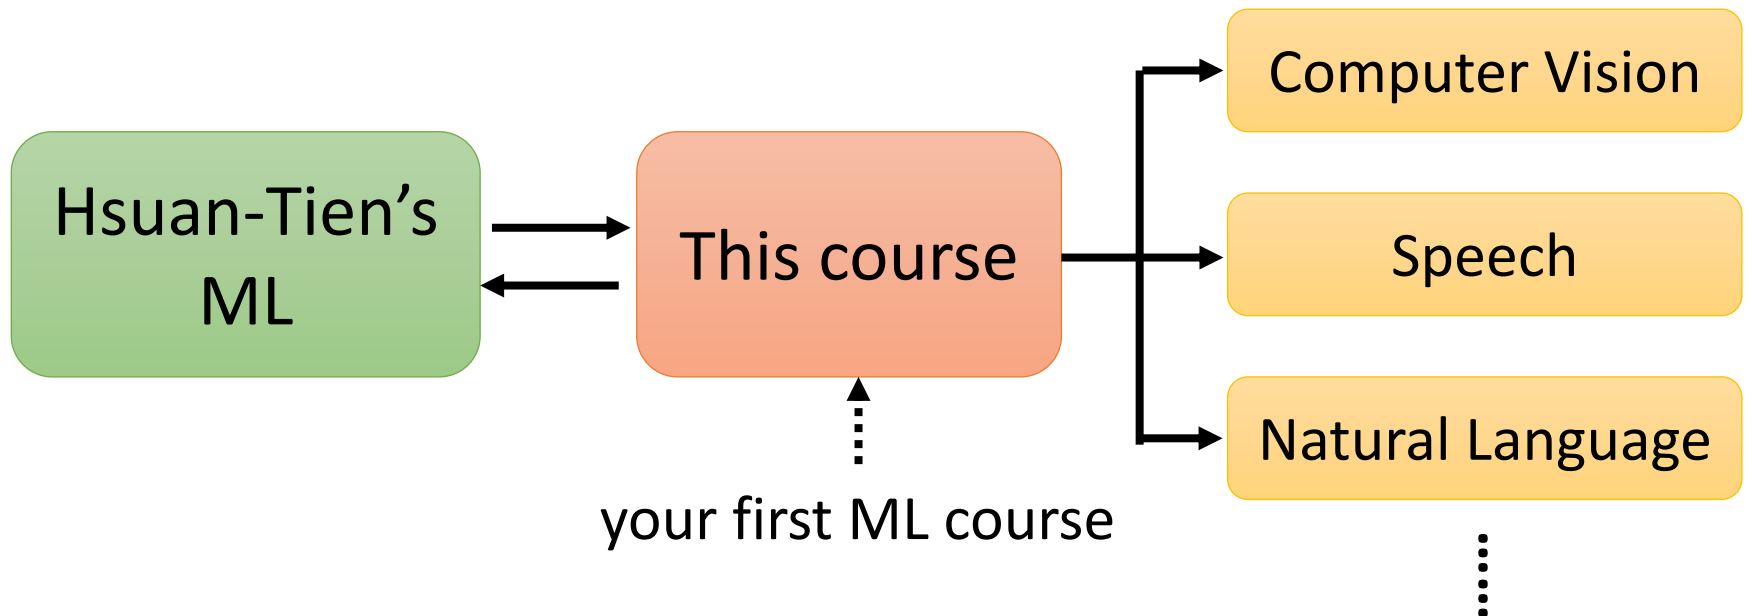 Hsuan-Tien’s
ML
This course
your first ML course
Computer Vision
Speech
Natural Language